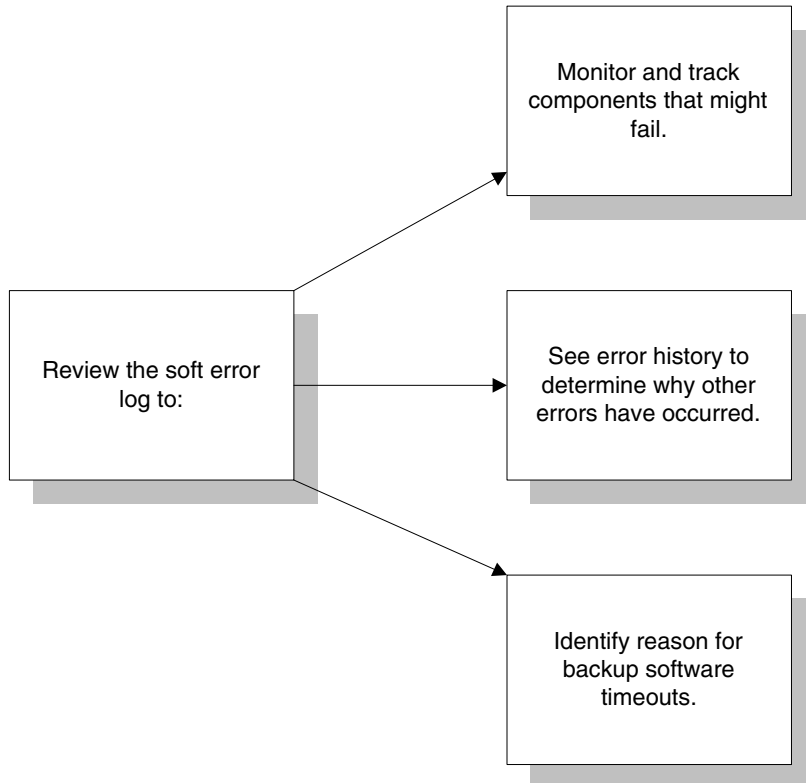 Review the soft error
log to:
Monitor and track
components that might
fail.
See error history to
determine why other
errors have occurred.
Identify reason for
backup software
timeouts.